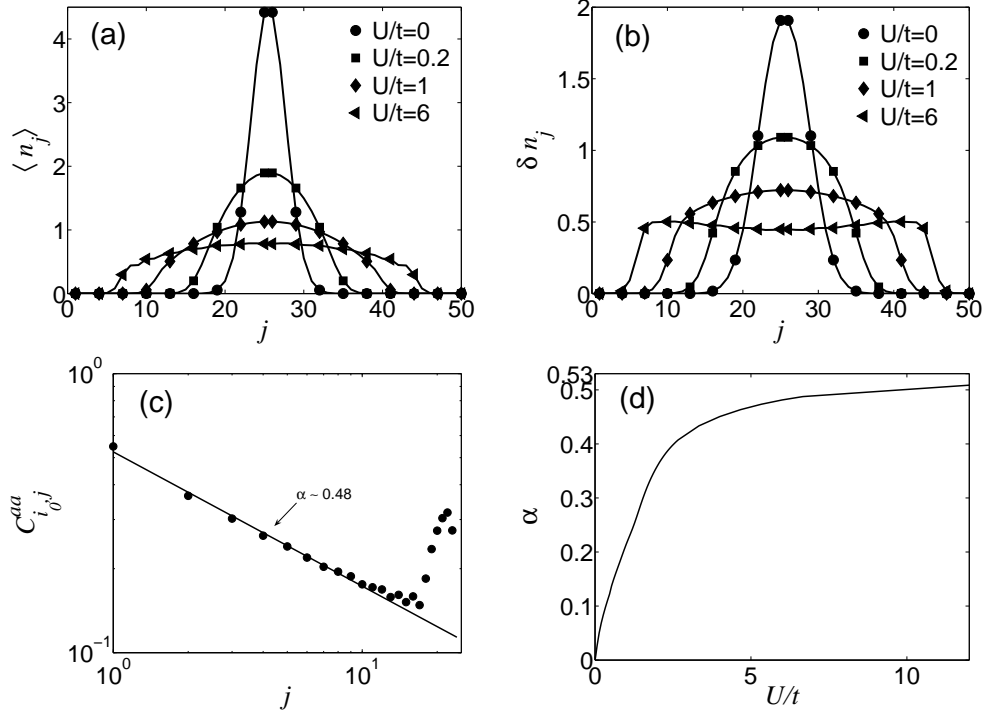 (a)
U/t=0
U/t=0.2
U/t=1
U/t=6
⟨ n_j ⟩
4
3
2
1
0
0 10 20 30 40 50
j
(b)
U/t=0
U/t=0.2
U/t=1
U/t=6
δ n_j
2
1.5
1
0.5
0
0 10 20 30 40 50
j
(c)
α ~ 0.48
C^{aa}_{i_0,j}
10^0
10^{-1}
10^0 10^1
j
(d)
α
0.53
0.5
0.4
0.3
0.2
0.1
0
0 5 10
U/t